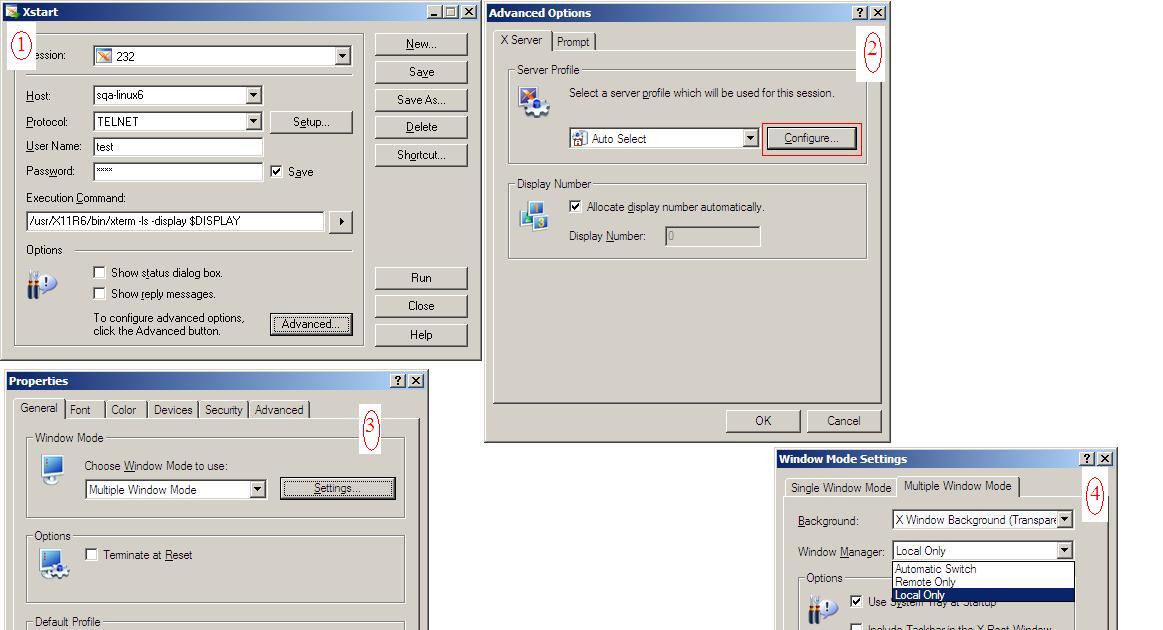 Xstart
1
ession:
232
New...
Save
Host:
sqa-linux6
Save As...
Protocol:
TELNET
Setup...
Delete
User Name:
test
Shortcut...
Password:
****
Save
Execution Command:
/usr/X11R6/bin/xterm -ls -display $DISPLAY
Options
Show status dialog box.
Show reply messages.
To configure advanced options,
click the Advanced button.
Advanced...
Run
Close
Help
Advanced Options
2
X Server
Prompt
Server Profile
Select a server profile which will be used for this session.
Auto Select
Configure...
Display Number
Allocate display number automatically.
Display Number:
0
OK
Cancel
Properties
3
General
Font
Color
Devices
Security
Advanced
Window Mode
Choose Window Mode to use:
Multiple Window Mode
Settings...
Options
Teminate at Reset
Default Profile
Window Mode Settings
4
Single Window Mode
Multiple Window Mode
Background:
X Window Background (Transpare
Window Manager:
Local Only
Automatic Switch
Remote Only
Local Only
Options
Use System Tray at Startup
Include Taskbar in the X Root Window